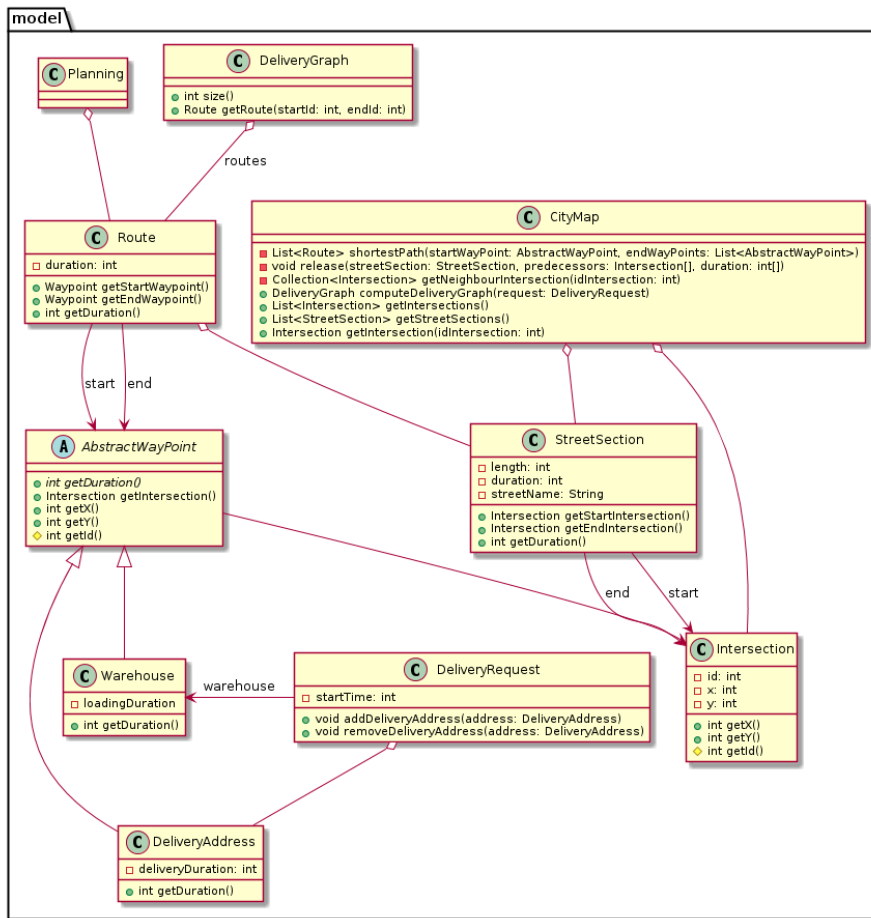 model
C Planning
C DeliveryGraph
int size()
Route getRoute(startId: int, endId: int)
routes
C Route
duration: int
Waypoint getStartWaypoint()
Waypoint getEndWaypoint()
int getDuration()
C CityMap
List<Route> shortestPath(startWayPoint: AbstractWayPoint, endWayPoints: List<AbstractWayPoint>)
void release(streetSection: StreetSection, predecessors: Intersection[], duration: int[])
Collection<Intersection> getNeighbourIntersection(idIntersection: int)
DeliveryGraph computeDeliveryGraph(request: DeliveryRequest)
List<Intersection> getIntersections()
List<StreetSection> getStreetSections()
Intersection getIntersection(idIntersection: int)
start
end
A AbstractWayPoint
int getDuration()
Intersection getIntersection()
int getX()
int getY()
int getId()
C StreetSection
length: int
duration: int
streetName: String
Intersection getStartIntersection()
Intersection getEndIntersection()
int getDuration()
end
start
C Warehouse
loadingDuration
int getDuration()
warehouse
C DeliveryRequest
startTime: int
void addDeliveryAddress(address: DeliveryAddress)
void removeDeliveryAddress(address: DeliveryAddress)
C Intersection
id: int
x: int
y: int
int getX()
int getY()
int getId()
C DeliveryAddress
deliveryDuration: int
int getDuration()